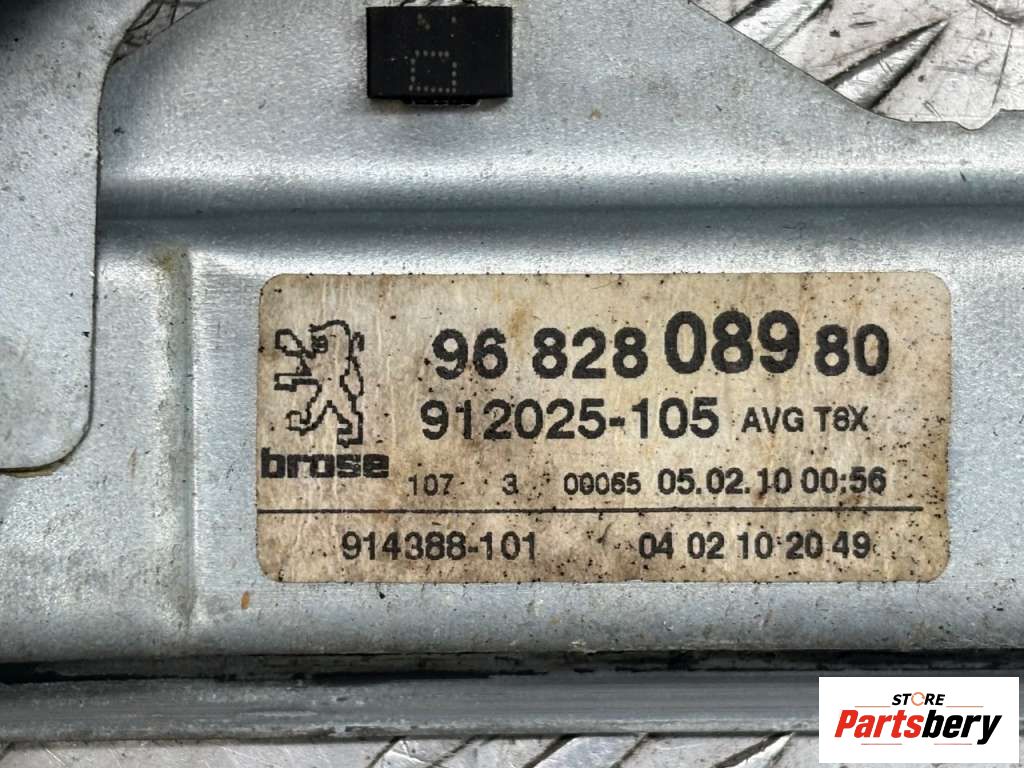 96 828 089 80
912025-105 AVG T8X
brose
107 3 00065 05.02.10 00:56
914388-101 04 02 10 20 49
STORE
Partsbery